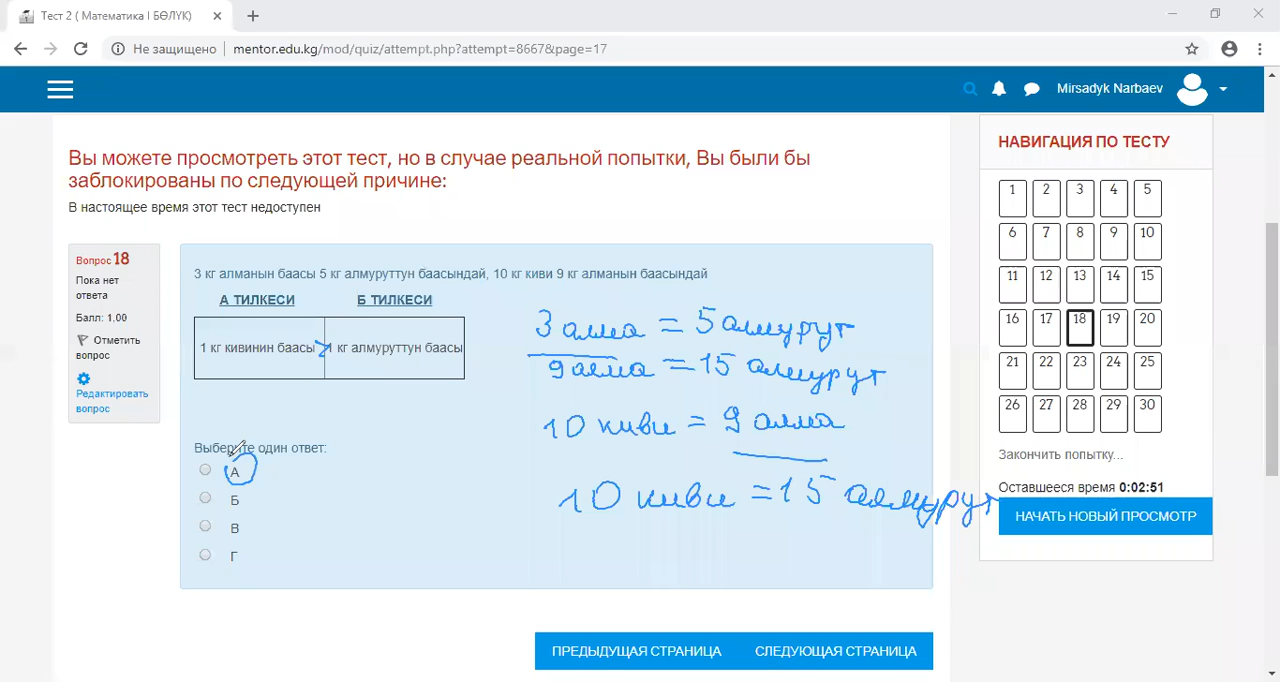 Тест 2 ( Математика I БӨЛҮК)
Не защищено
mentor.edu.kg/mod/quiz/attempt.php?attempt=8667&page=17
Mirsadyk Narbaev
Вы можете просмотреть этот тест, но в случае реальной попытки, Вы были бы
заблокированы по следующей причине:
В настоящее время этот тест недоступен
Вопрос 18
Пока нет
ответа
Балл: 1,00
Отметить
вопрос
Редактировать
вопрос
3 кг алманын баасы 5 кг алмуруттун баасындай, 10 кг киви 9 кг алманын баасындай
А ТИЛКЕСИ Б ТИЛКЕСИ
1 кг кивинин баасы > 1 кг алмуруттун баасы
3 алма = 5 алмурут
9 алма = 15 алмурут
10 киви = 9 алма
10 киви = 15 алмурут
Выберите один ответ:
А
Б
В
Г
ПРЕДЫДУЩАЯ СТРАНИЦА
СЛЕДУЮЩАЯ СТРАНИЦА
НАВИГАЦИЯ ПО ТЕСТУ
1 2 3 4 5
6 7 8 9 10
11 12 13 14 15
16 17 18 19 20
21 22 23 24 25
26 27 28 29 30
Закончить попытку...
Оставшееся время 0:02:51
НАЧАТЬ НОВЫЙ ПРОСМОТР